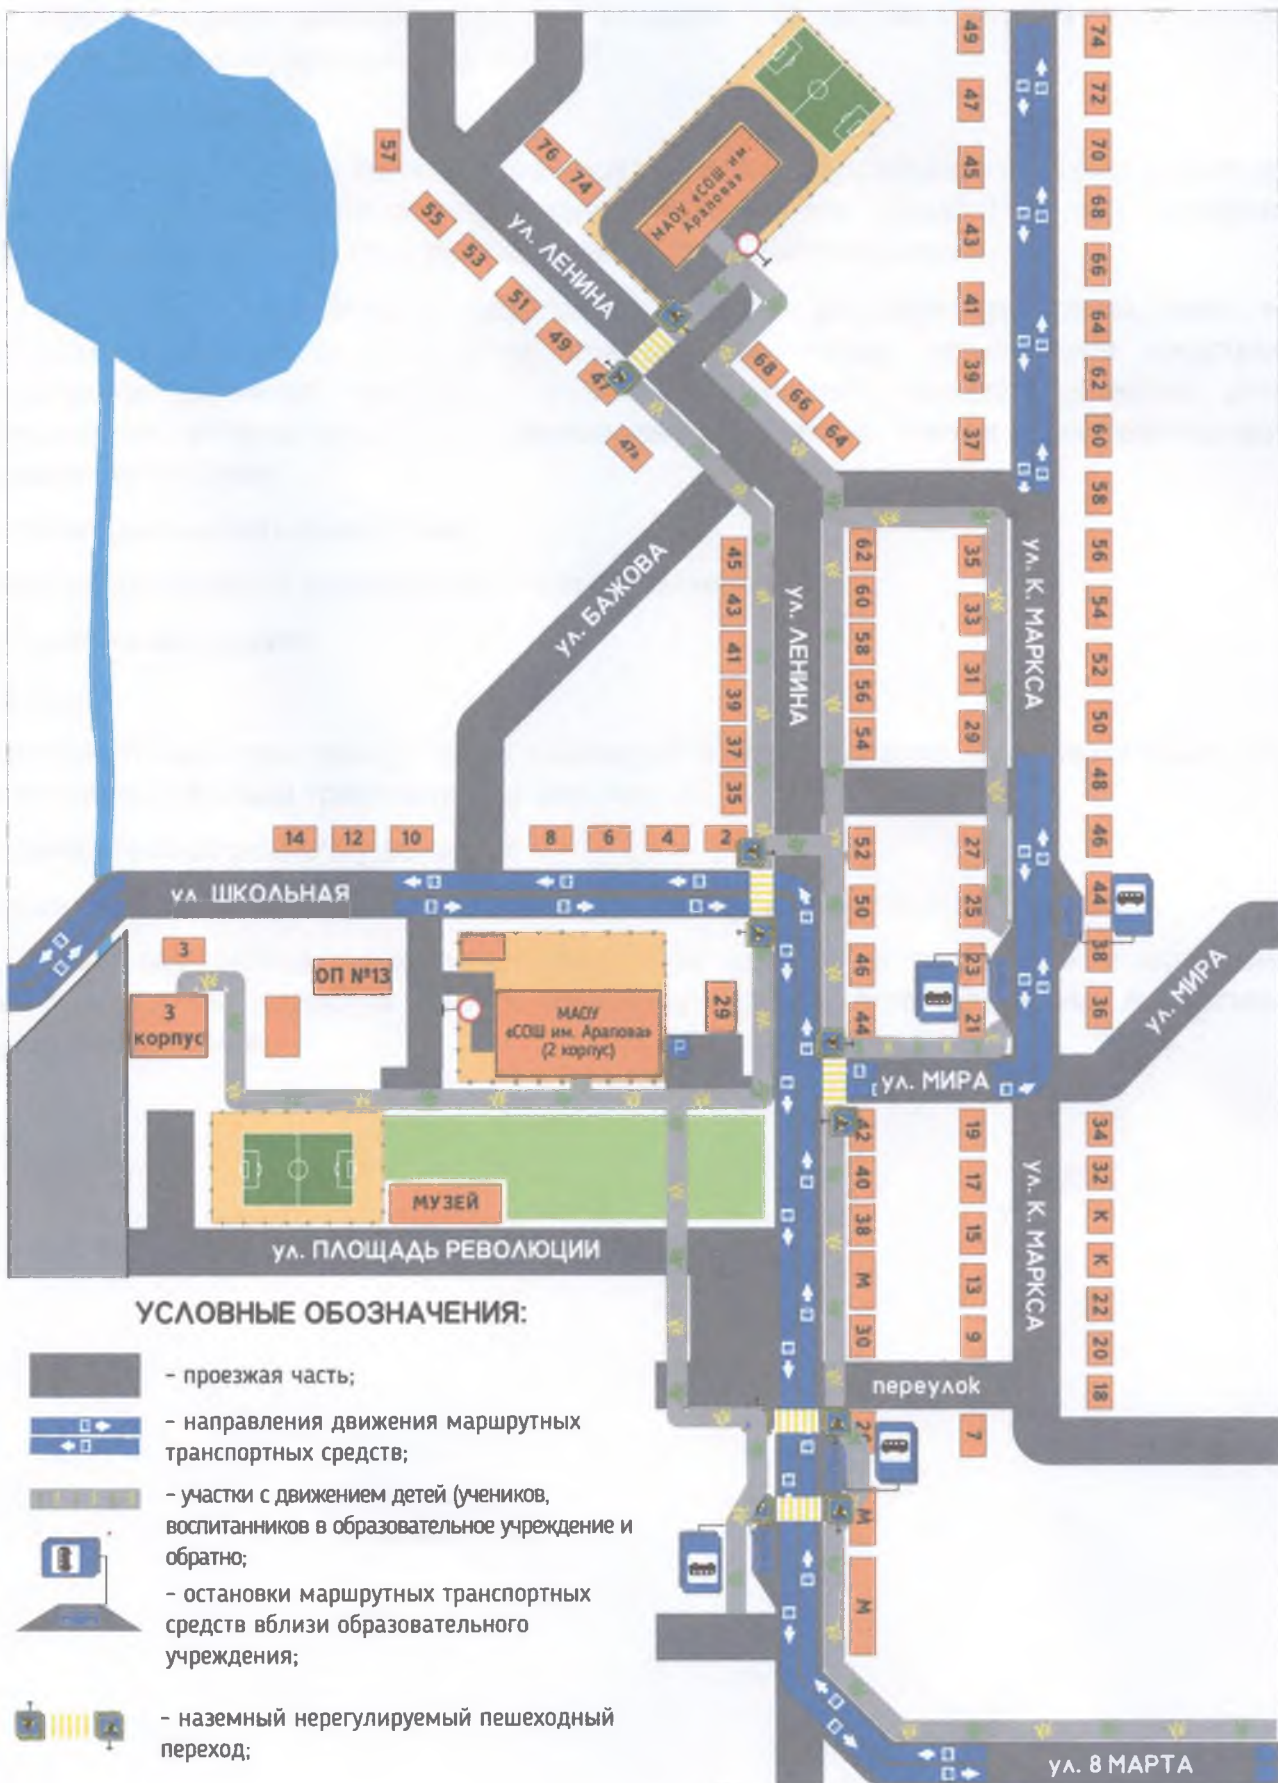 49
74
47
72
57
76
74
МАОУ «СОШ им.
Арапова»
45
70
68
55
53
ул. ЛЕНИНА
43
66
51
41
64
49
39
62
47
68
66
64
37
60
47а
58
45
62
35
ул. К. МАРКСА
56
ул. БАЖОВА
43
60
33
54
ул. ЛЕНИНА
41
58
31
52
39
56
29
50
37
54
48
35
14
12
10
8
6
4
2
52
27
46
ул. ШКОЛЬНАЯ
50
25
44
3
ОП №13
46
23
38
3
корпус
МАОУ
«СОШ им. Арапова»
(2 корпус)
29
44
21
36
ул. МИРА
P
ул. МИРА
42
19
34
40
17
32
МУЗЕЙ
38
15
К
ул. К. МАРКСА
ул. ПЛОЩАДЬ РЕВОЛЮЦИИ
М
13
К
22
30
9
20
переулок
18
7
М
М
УСЛОВНЫЕ ОБОЗНАЧЕНИЯ:
- проезжая часть;
- направления движения маршрутных
транспортных средств;
- участки с движением детей (учеников,
воспитанников в образовательное учреждение и
обратно;
- остановки маршрутных транспортных
средств вблизи образовательного
учреждения;
- наземный нерегулируемый пешеходный
переход;
ул. 8 МАРТА